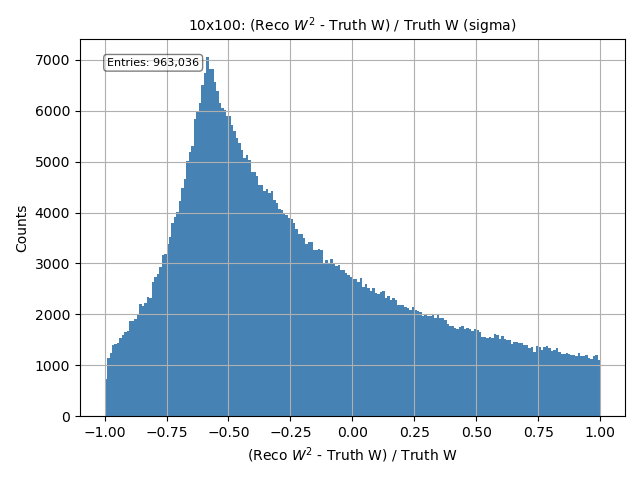 10x100: (Reco W² - Truth W) / Truth W (sigma)
Entries: 963,036
7000
6000
5000
4000
3000
2000
1000
0
Counts
−1.00 −0.75 −0.50 −0.25 0.00 0.25 0.50 0.75 1.00
(Reco W² - Truth W) / Truth W